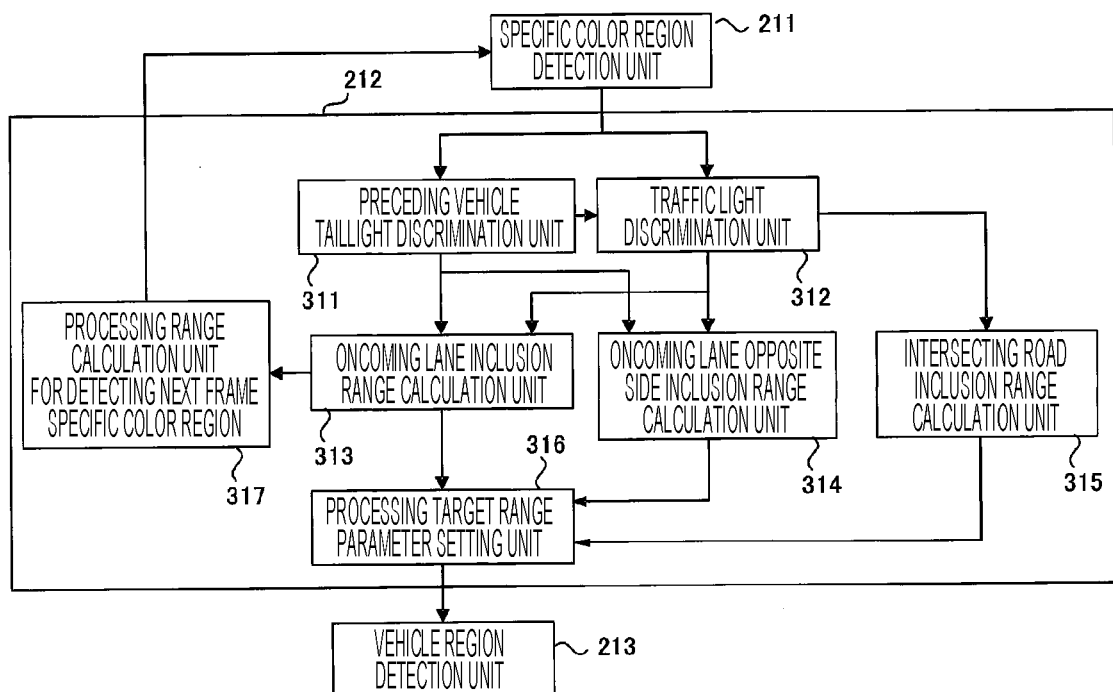 SPECIFIC COLOR REGION
DETECTION UNIT
211
212
PRECEDING VEHICLE
TAILLIGHT DISCRIMINATION UNIT
311
TRAFFIC LIGHT
DISCRIMINATION UNIT
312
PROCESSING RANGE
CALCULATION UNIT
FOR DETECTING NEXT FRAME
SPECIFIC COLOR REGION
317
ONCOMING LANE INCLUSION
RANGE CALCULATION UNIT
313
ONCOMING LANE OPPOSITE
SIDE INCLUSION RANGE
CALCULATION UNIT
314
INTERSECTING ROAD
INCLUSION RANGE
CALCULATION UNIT
315
316
PROCESSING TARGET RANGE
PARAMETER SETTING UNIT
VEHICLE REGION
DETECTION UNIT
213